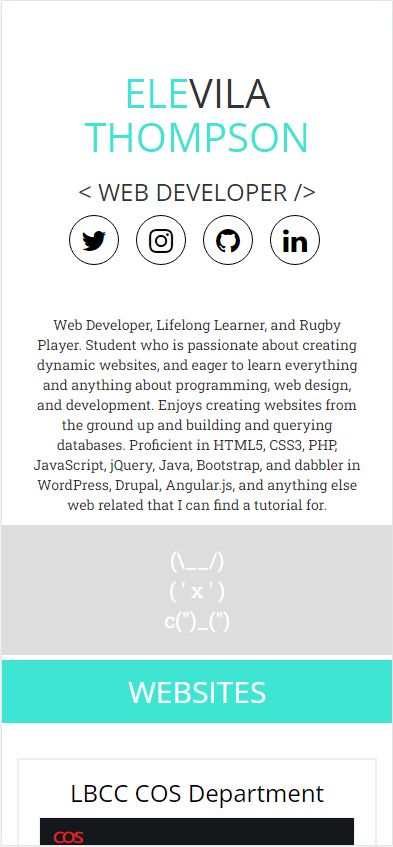 ELEVILA
THOMPSON
< WEB DEVELOPER />
Web Developer, Lifelong Learner, and Rugby
Player. Student who is passionate about creating
dynamic websites, and eager to learn everything
and anything about programming, web design,
and development. Enjoys creating websites from
the ground up and building and querying
databases. Proficient in HTML5, CSS3, PHP,
JavaScript, jQuery, Java, Bootstrap, and dabbler in
WordPress, Drupal, Angular.js, and anything else
web related that I can find a tutorial for.
(\__/)
( ' x ' )
c(")_(")
WEBSITES
LBCC COS Department
COS